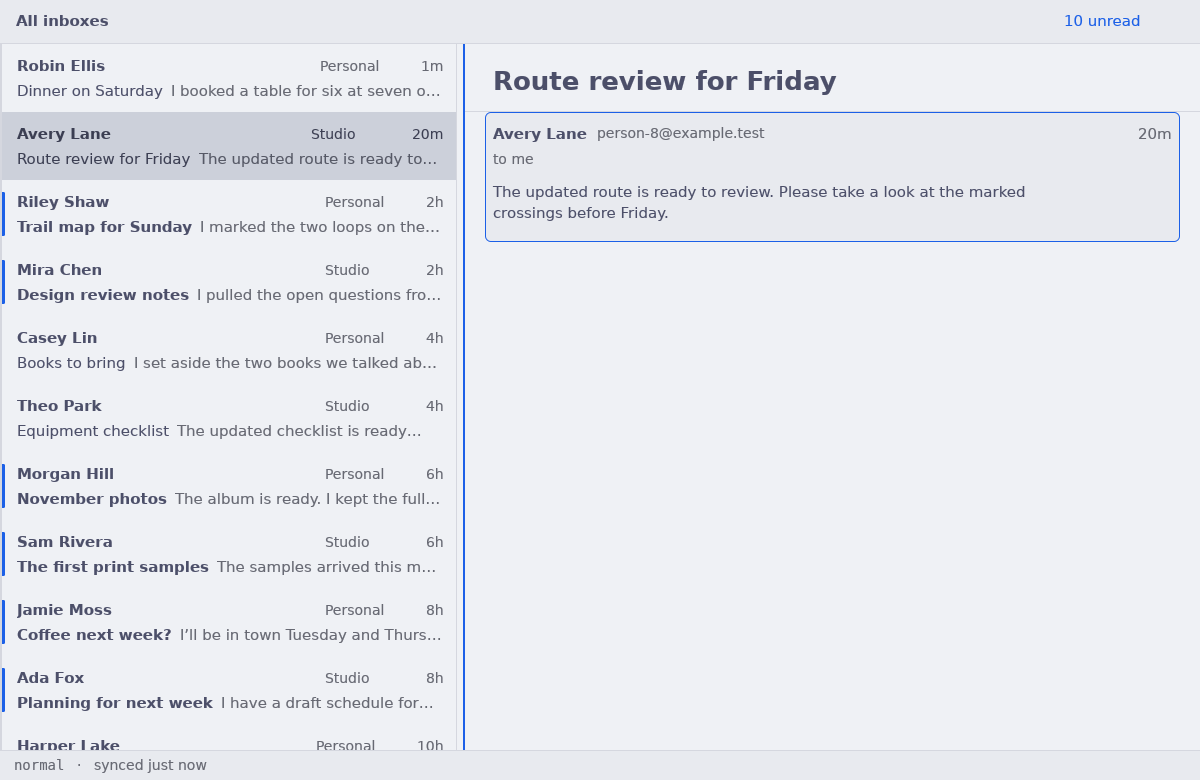 All inboxes
10 unread
Robin Ellis Personal 1m
Dinner on Saturday I booked a table for six at seven o…
Avery Lane Studio 20m
Route review for Friday The updated route is ready to…
Riley Shaw Personal 2h
Trail map for Sunday I marked the two loops on the…
Mira Chen Studio 2h
Design review notes I pulled the open questions fro…
Casey Lin Personal 4h
Books to bring I set aside the two books we talked ab…
Theo Park Studio 4h
Equipment checklist The updated checklist is ready…
Morgan Hill Personal 6h
November photos The album is ready. I kept the full…
Sam Rivera Studio 6h
The first print samples The samples arrived this m…
Jamie Moss Personal 8h
Coffee next week? I’ll be in town Tuesday and Thurs…
Ada Fox Studio 8h
Planning for next week I have a draft schedule for…
Harper Lake Personal 10h
Route review for Friday
Avery Lane person-8@example.test 20m
to me
The updated route is ready to review. Please take a look at the marked
crossings before Friday.
normal · synced just now